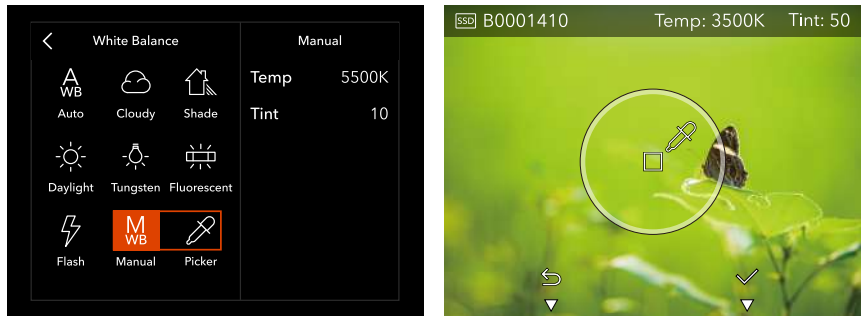 White Balance
Manual
A
WB
Auto
Cloudy
Shade
Temp 5500K
Tint 10
Daylight
Tungsten
Fluorescent
Flash
M
WB
Manual
Picker
SSD B0001410 Temp: 3500K Tint: 50